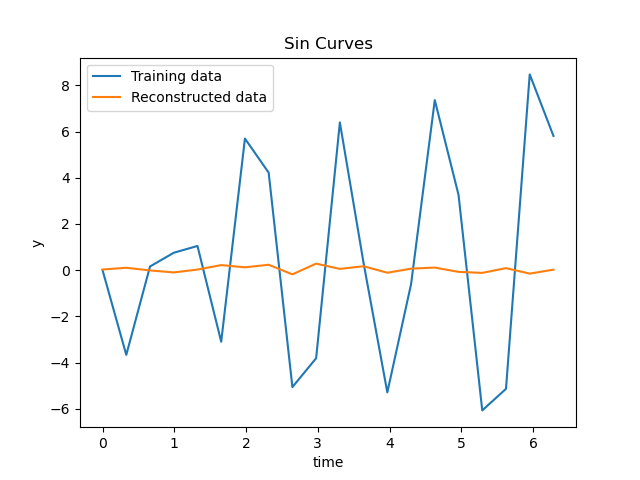 Sin Curves
Training data
Reconstructed data
8
6
4
2
0
−2
−4
−6
y
0 1 2 3 4 5 6
time